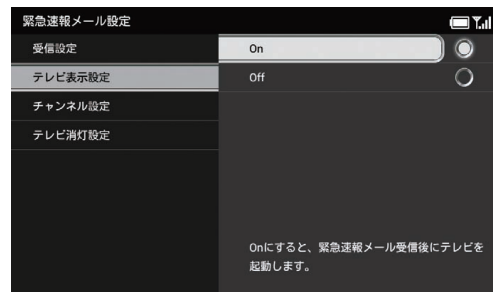 緊急速報メール設定
受信設定
テレビ表示設定
チャンネル設定
テレビ消灯設定
On
Off
Onにすると、緊急速報メール受信後にテレビを
起動します。